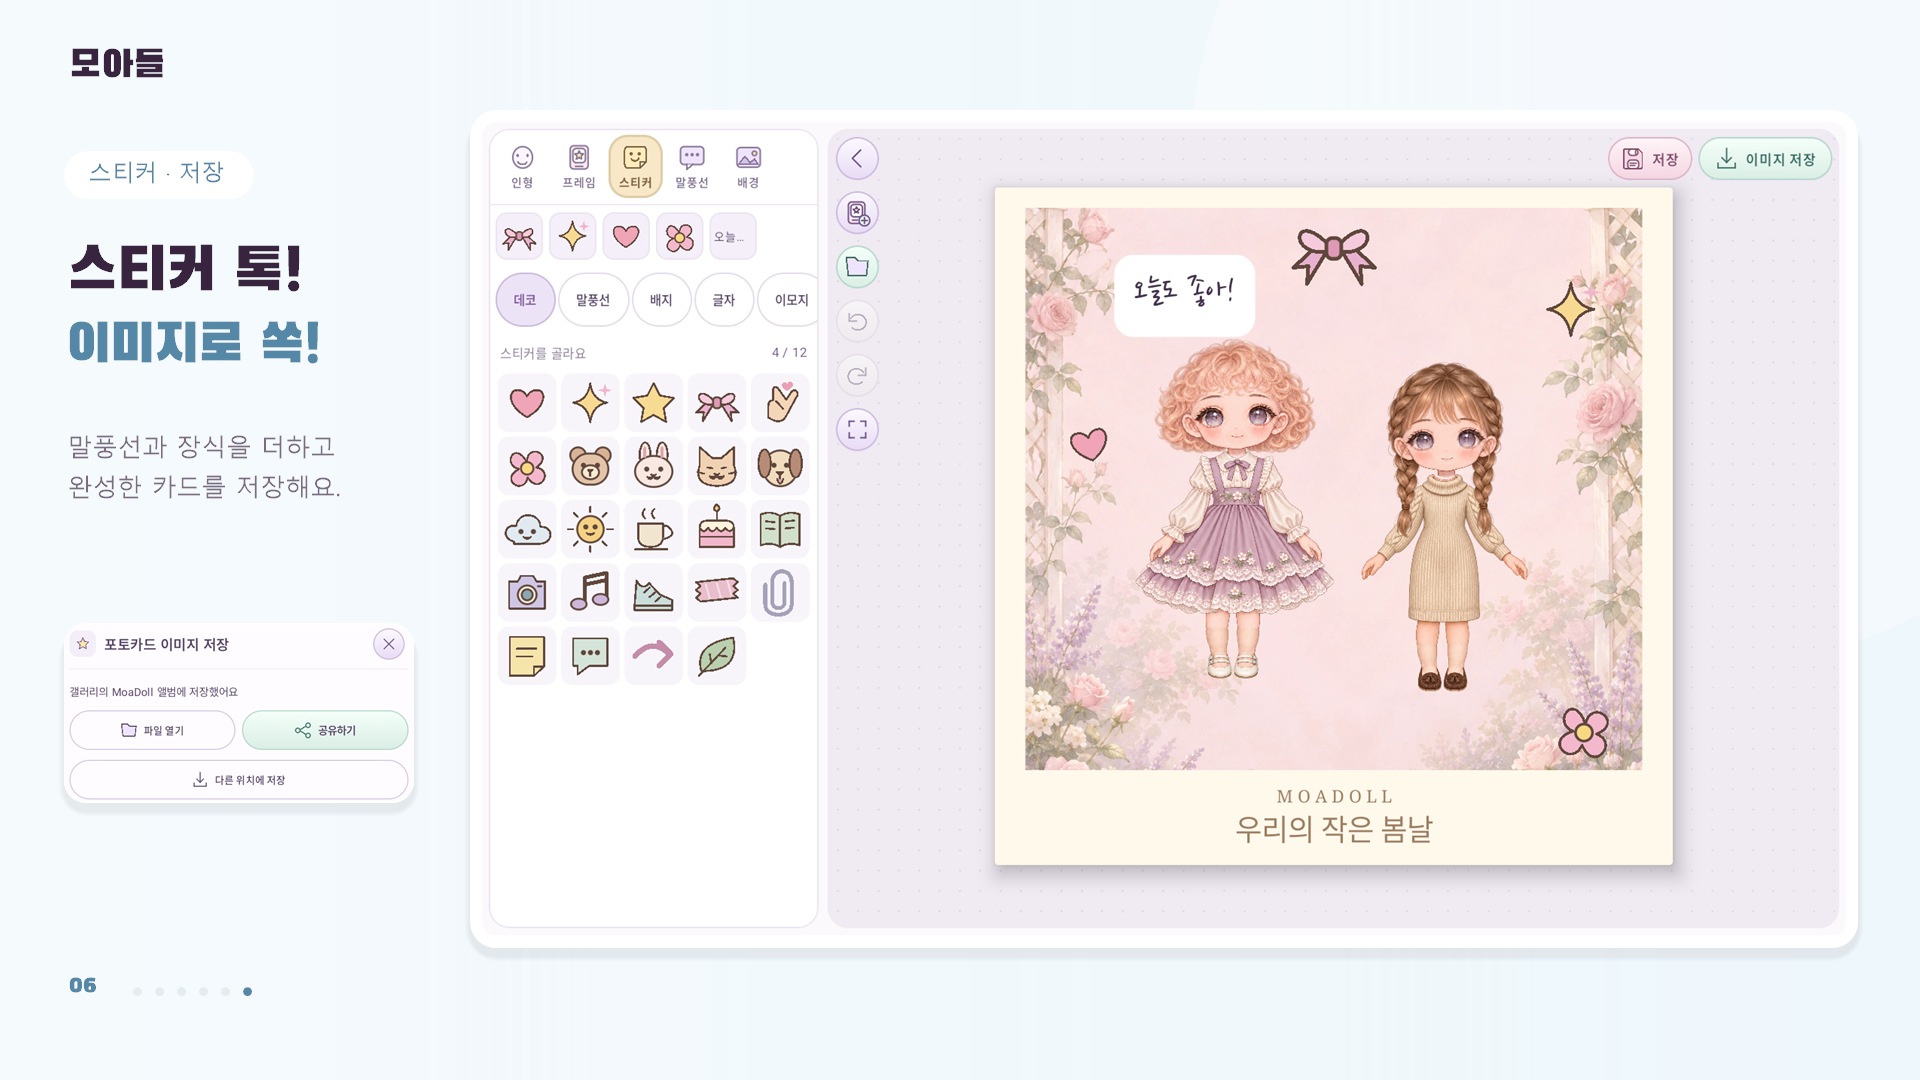 모아돌
스티커 · 저장
스티커 톡!
이미지로 쏙!
말풍선과 장식을 더하고
완성한 카드를 저장해요.
포토카드 이미지 저장
갤러리의 MoaDoll 앨범에 저장했어요
파일 열기
공유하기
다른 위치에 저장
06
인형
프레임
스티커
말풍선
배경
오늘...
데코
말풍선
배지
글자
이모지
스티커를 골라요
4 / 12
저장
이미지 저장
오늘도 좋아!
MOADOLL
우리의 작은 봄날